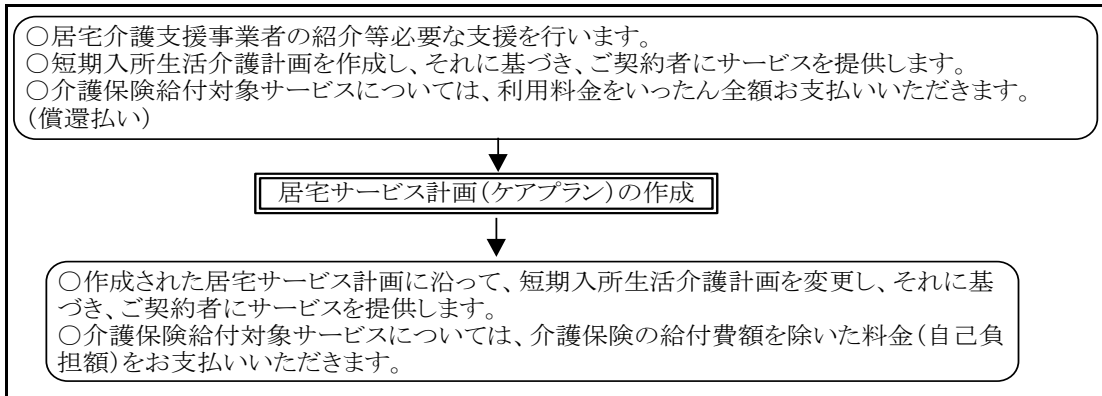 〇居宅介護支援事業者の紹介等必要な支援を行います。
〇短期入所生活介護計画を作成し、それに基づき、ご契約者にサービスを提供します。
〇介護保険給付対象サービスについては、利用料金をいったん全額お支払いいただきます。
(償還払い)
居宅サービス計画(ケアプラン)の作成
〇作成された居宅サービス計画に沿って、短期入所生活介護計画を変更し、それに基
づき、ご契約者にサービスを提供します。
〇介護保険給付対象サービスについては、介護保険の給付費額を除いた料金(自己負
担額)をお支払いいただきます。